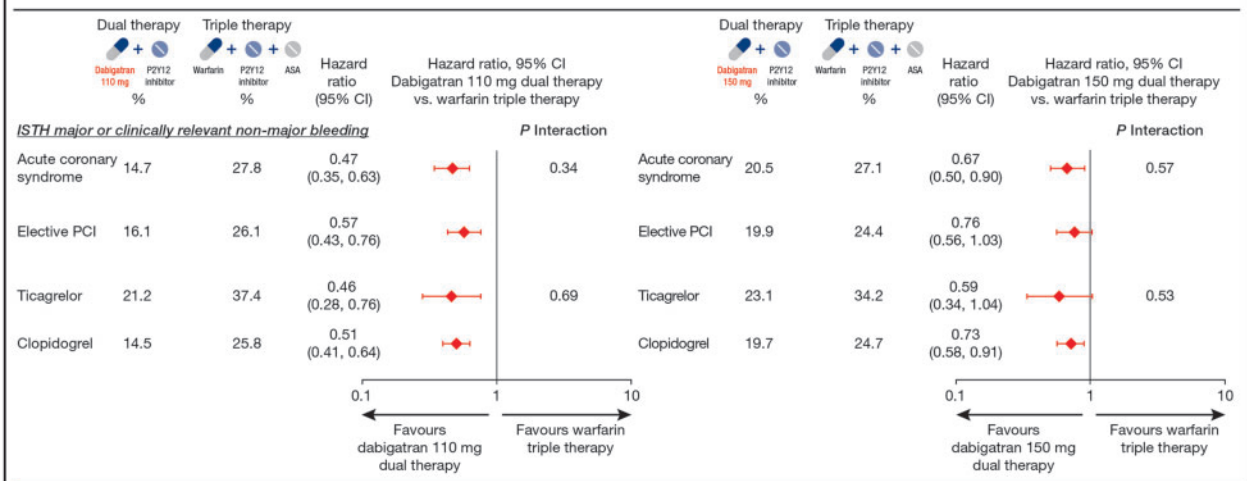 Dual therapy Triple therapy
+ + +
Dabigatran 110 mg P2Y12 inhibitor Warfarin P2Y12 inhibitor ASA
% %
Hazard ratio (95% CI)
Hazard ratio, 95% CI
Dabigatran 110 mg dual therapy
vs. warfarin triple therapy
ISTH major or clinically relevant non-major bleeding
P Interaction
Acute coronary syndrome 14.7 27.8 0.47 (0.35, 0.63) 0.34
Elective PCI 16.1 26.1 0.57 (0.43, 0.76)
Ticagrelor 21.2 37.4 0.46 (0.28, 0.76) 0.69
Clopidogrel 14.5 25.8 0.51 (0.41, 0.64)
0.1 1 10
Favours dabigatran 110 mg dual therapy
Favours warfarin triple therapy
Dual therapy Triple therapy
+ + +
Dabigatran 150 mg P2Y12 inhibitor Warfarin P2Y12 inhibitor ASA
% %
Hazard ratio (95% CI)
Hazard ratio, 95% CI
Dabigatran 150 mg dual therapy
vs. warfarin triple therapy
P Interaction
Acute coronary syndrome 20.5 27.1 0.67 (0.50, 0.90) 0.57
Elective PCI 19.9 24.4 0.76 (0.56, 1.03)
Ticagrelor 23.1 34.2 0.59 (0.34, 1.04) 0.53
Clopidogrel 19.7 24.7 0.73 (0.58, 0.91)
0.1 1 10
Favours dabigatran 150 mg dual therapy
Favours warfarin triple therapy